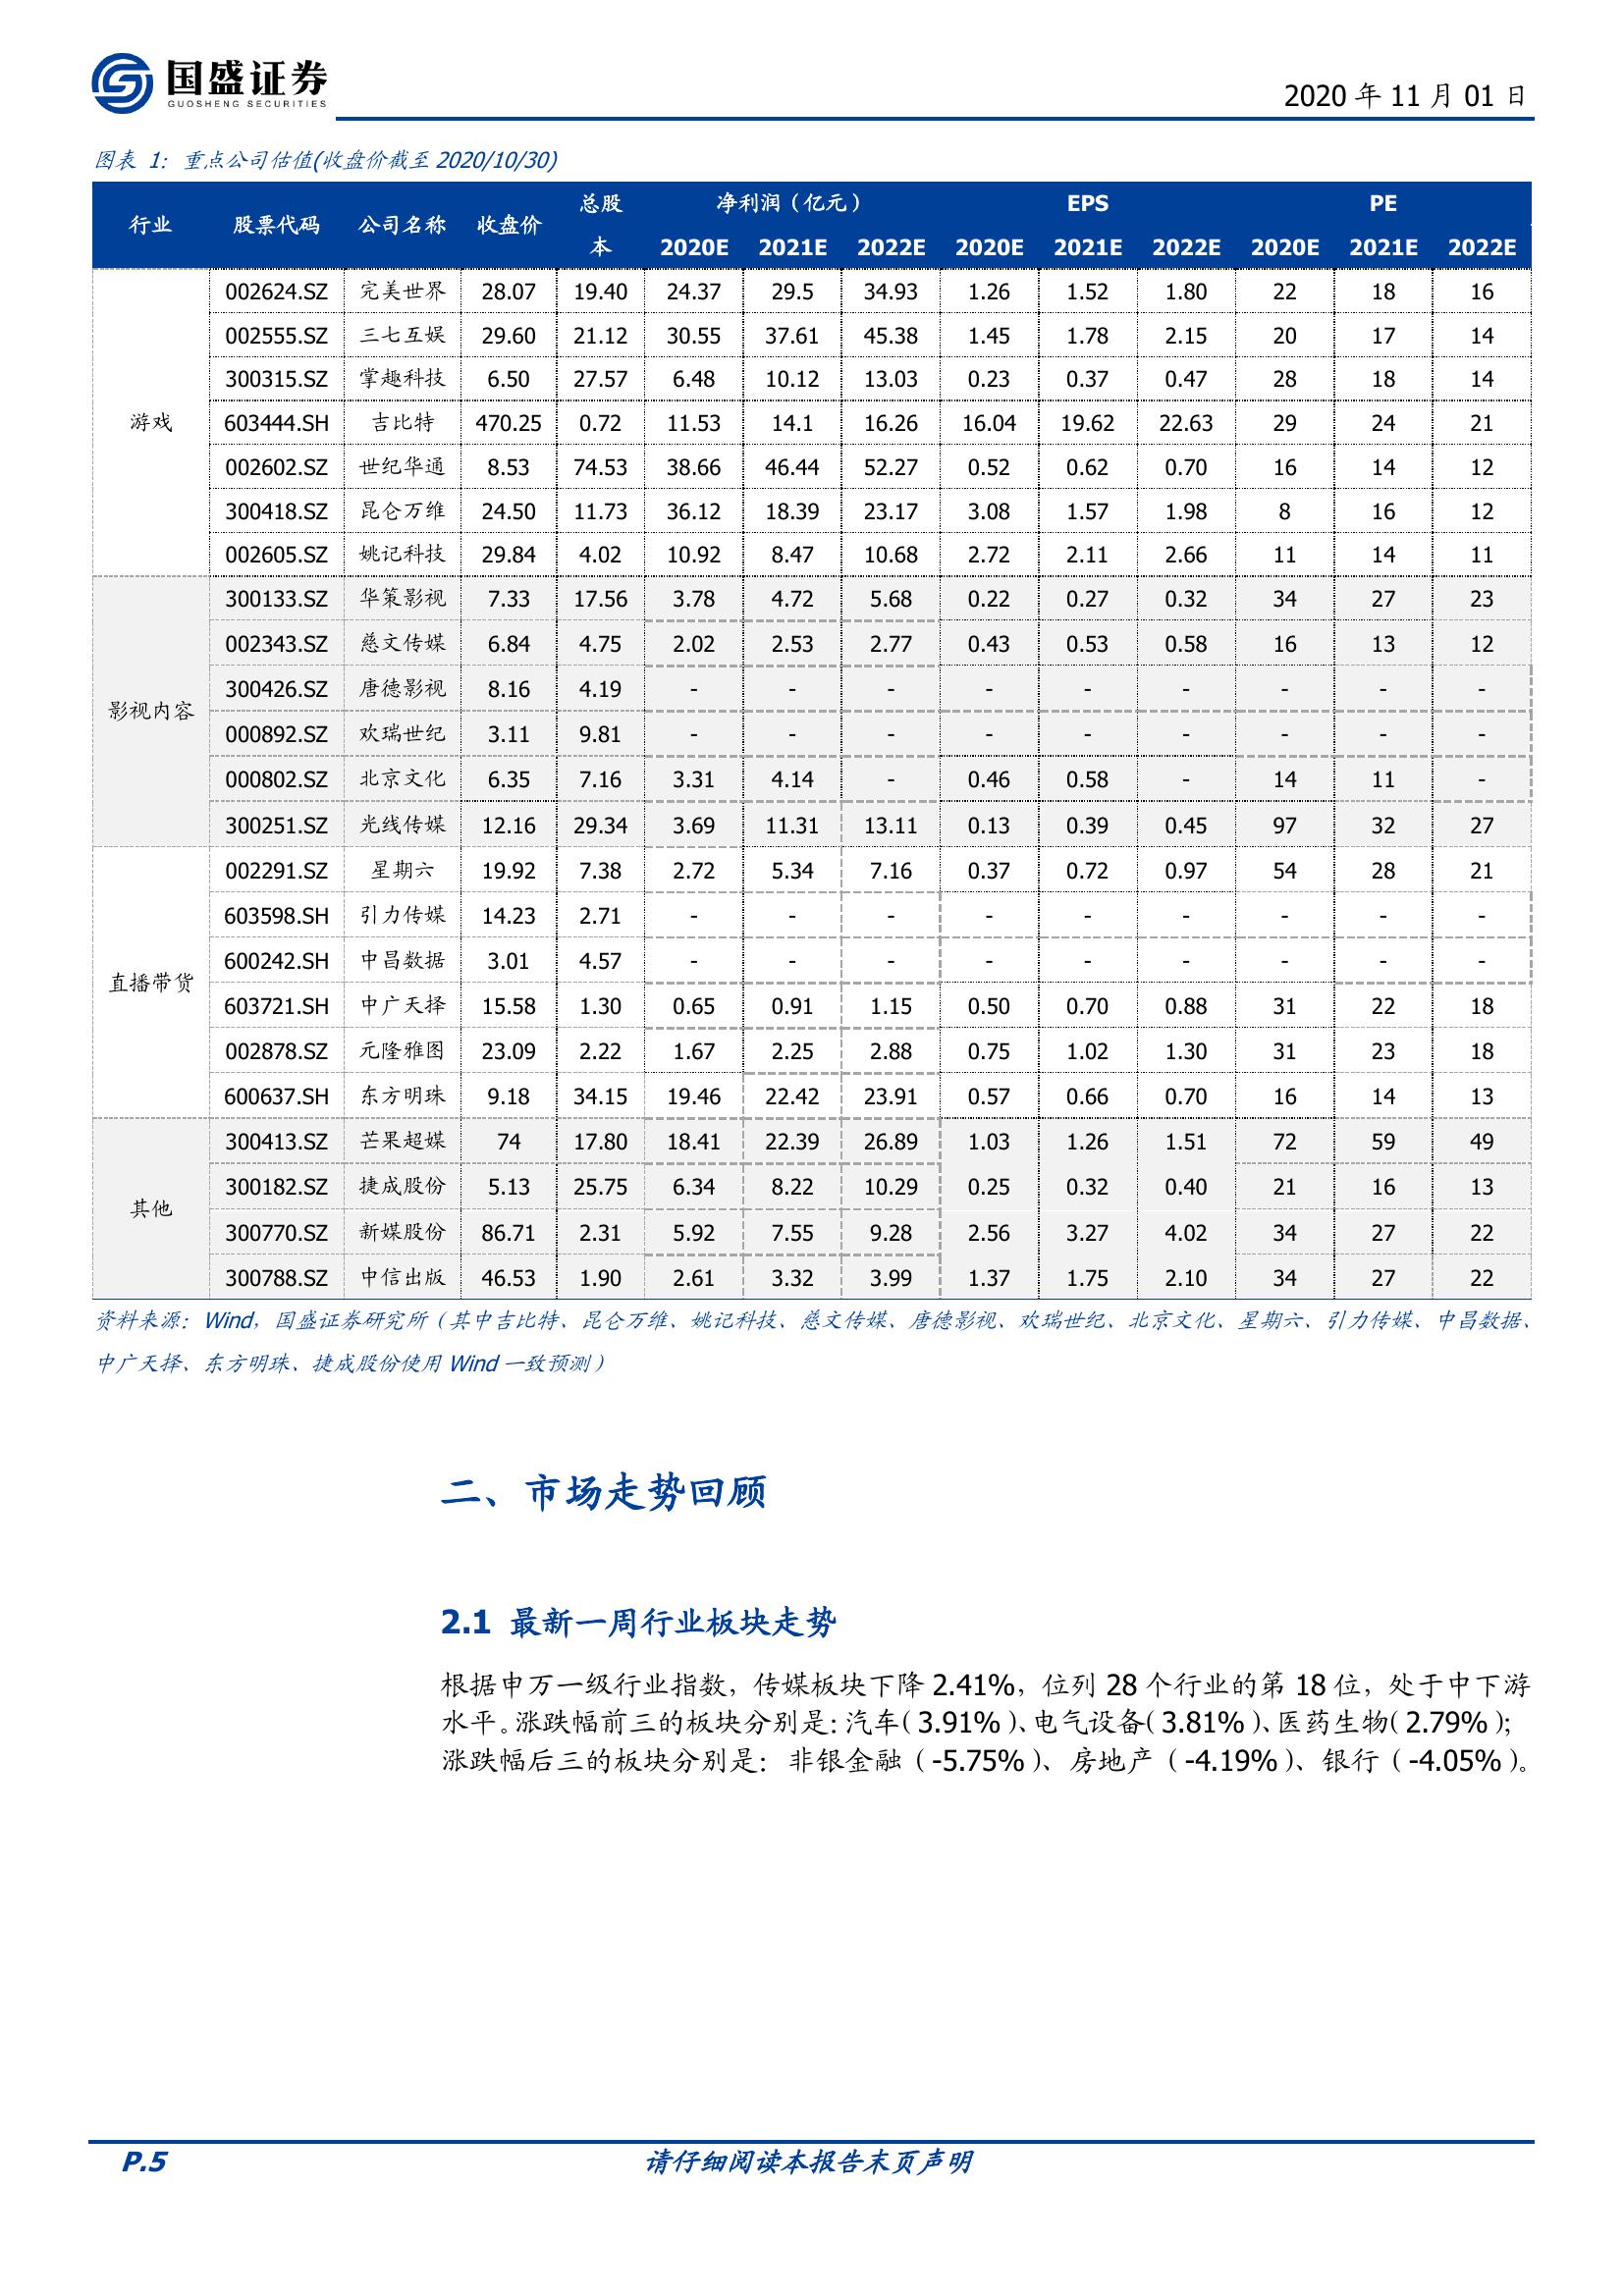 国盛证券
GUOSHENG SECURITIES
2020 年 11 月 01 日
图表 1：重点公司估值(收盘价截至 2020/10/30)
行业 股票代码 公司名称 收盘价 总股本 净利润（亿元） EPS PE
2020E 2021E 2022E 2020E 2021E 2022E 2020E 2021E 2022E
游戏
002624.SZ 完美世界 28.07 19.40 24.37 29.5 34.93 1.26 1.52 1.80 22 18 16
002555.SZ 三七互娱 29.60 21.12 30.55 37.61 45.38 1.45 1.78 2.15 20 17 14
300315.SZ 掌趣科技 6.50 27.57 6.48 10.12 13.03 0.23 0.37 0.47 28 18 14
603444.SH 吉比特 470.25 0.72 11.53 14.1 16.26 16.04 19.62 22.63 29 24 21
002602.SZ 世纪华通 8.53 74.53 38.66 46.44 52.27 0.52 0.62 0.70 16 14 12
300418.SZ 昆仑万维 24.50 11.73 36.12 18.39 23.17 3.08 1.57 1.98 8 16 12
002605.SZ 姚记科技 29.84 4.02 10.92 8.47 10.68 2.72 2.11 2.66 11 14 11
影视内容
300133.SZ 华策影视 7.33 17.56 3.78 4.72 5.68 0.22 0.27 0.32 34 27 23
002343.SZ 慈文传媒 6.84 4.75 2.02 2.53 2.77 0.43 0.53 0.58 16 13 12
300426.SZ 唐德影视 8.16 4.19 - - - - - - - - -
000892.SZ 欢瑞世纪 3.11 9.81 - - - - - - - - -
000802.SZ 北京文化 6.35 7.16 3.31 4.14 - 0.46 0.58 - 14 11 -
300251.SZ 光线传媒 12.16 29.34 3.69 11.31 13.11 0.13 0.39 0.45 97 32 27
直播带货
002291.SZ 星期六 19.92 7.38 2.72 5.34 7.16 0.37 0.72 0.97 54 28 21
603598.SH 引力传媒 14.23 2.71 - - - - - - - - -
600242.SH 中昌数据 3.01 4.57 - - - - - - - - -
603721.SH 中广天择 15.58 1.30 0.65 0.91 1.15 0.50 0.70 0.88 31 22 18
002878.SZ 元隆雅图 23.09 2.22 1.67 2.25 2.88 0.75 1.02 1.30 31 23 18
600637.SH 东方明珠 9.18 34.15 19.46 22.42 23.91 0.57 0.66 0.70 16 14 13
其他
300413.SZ 芒果超媒 74 17.80 18.41 22.39 26.89 1.03 1.26 1.51 72 59 49
300182.SZ 捷成股份 5.13 25.75 6.34 8.22 10.29 0.25 0.32 0.40 21 16 13
300770.SZ 新媒股份 86.71 2.31 5.92 7.55 9.28 2.56 3.27 4.02 34 27 22
300788.SZ 中信出版 46.53 1.90 2.61 3.32 3.99 1.37 1.75 2.10 34 27 22
资料来源：Wind，国盛证券研究所（其中吉比特、昆仑万维、姚记科技、慈文传媒、唐德影视、欢瑞世纪、北京文化、星期六、引力传媒、中昌数据、
中广天择、东方明珠、捷成股份使用 Wind 一致预测）
二、市场走势回顾
2.1 最新一周行业板块走势
根据申万一级行业指数，传媒板块下降 2.41%，位列 28 个行业的第 18 位，处于中下游
水平。涨跌幅前三的板块分别是：汽车（3.91%）、电气设备（3.81%）、医药生物（2.79%）；
涨跌幅后三的板块分别是：非银金融（-5.75%）、房地产（-4.19%）、银行（-4.05%）。
P.5 请仔细阅读本报告末页声明